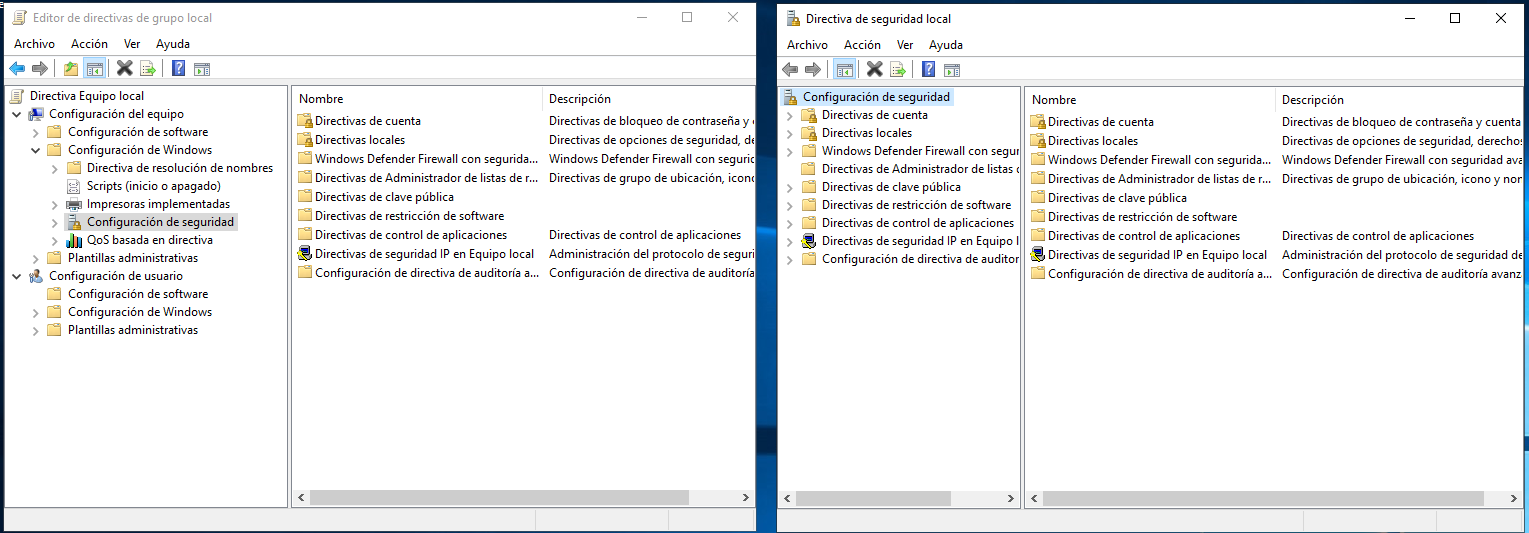 Editor de directivas de grupo local
Archivo Acción Ver Ayuda
Directiva Equipo local
Configuración del equipo
Configuración de software
Configuración de Windows
Directiva de resolución de nombres
Scripts (inicio o apagado)
Impresoras implementadas
Configuración de seguridad
QoS basada en directiva
Plantillas administrativas
Configuración de usuario
Configuración de software
Configuración de Windows
Plantillas administrativas
Nombre Descripción
Directivas de cuenta Directivas de bloqueo de contraseña y
Directivas locales Directivas de opciones de seguridad, de
Windows Defender Firewall con segurida... Windows Defender Firewall con seguric
Directivas de Administrador de listas de r... Directivas de grupo de ubicación, icono
Directivas de clave pública
Directivas de restricción de software
Directivas de control de aplicaciones Directivas de control de aplicaciones
Directivas de seguridad IP en Equipo local Administración del protocolo de seguri
Configuración de directiva de auditoría a... Configuración de directiva de auditoría
Directiva de seguridad local
Archivo Acción Ver Ayuda
Configuración de seguridad
Directivas de cuenta
Directivas locales
Windows Defender Firewall con segur
Directivas de Administrador de listas d
Directivas de clave pública
Directivas de restricción de software
Directivas de control de aplicaciones
Directivas de seguridad IP en Equipo l
Configuración de directiva de auditor
Nombre Descripción
Directivas de cuenta Directivas de bloqueo de contraseña y cuenta
Directivas locales Directivas de opciones de seguridad, derechos
Windows Defender Firewall con segurida... Windows Defender Firewall con seguridad ava
Directivas de Administrador de listas de r... Directivas de grupo de ubicación, icono y non
Directivas de clave pública
Directivas de restricción de software
Directivas de control de aplicaciones Directivas de control de aplicaciones
Directivas de seguridad IP en Equipo local Administración del protocolo de seguridad de
Configuración de directiva de auditoría a... Configuración de directiva de auditoría avanz